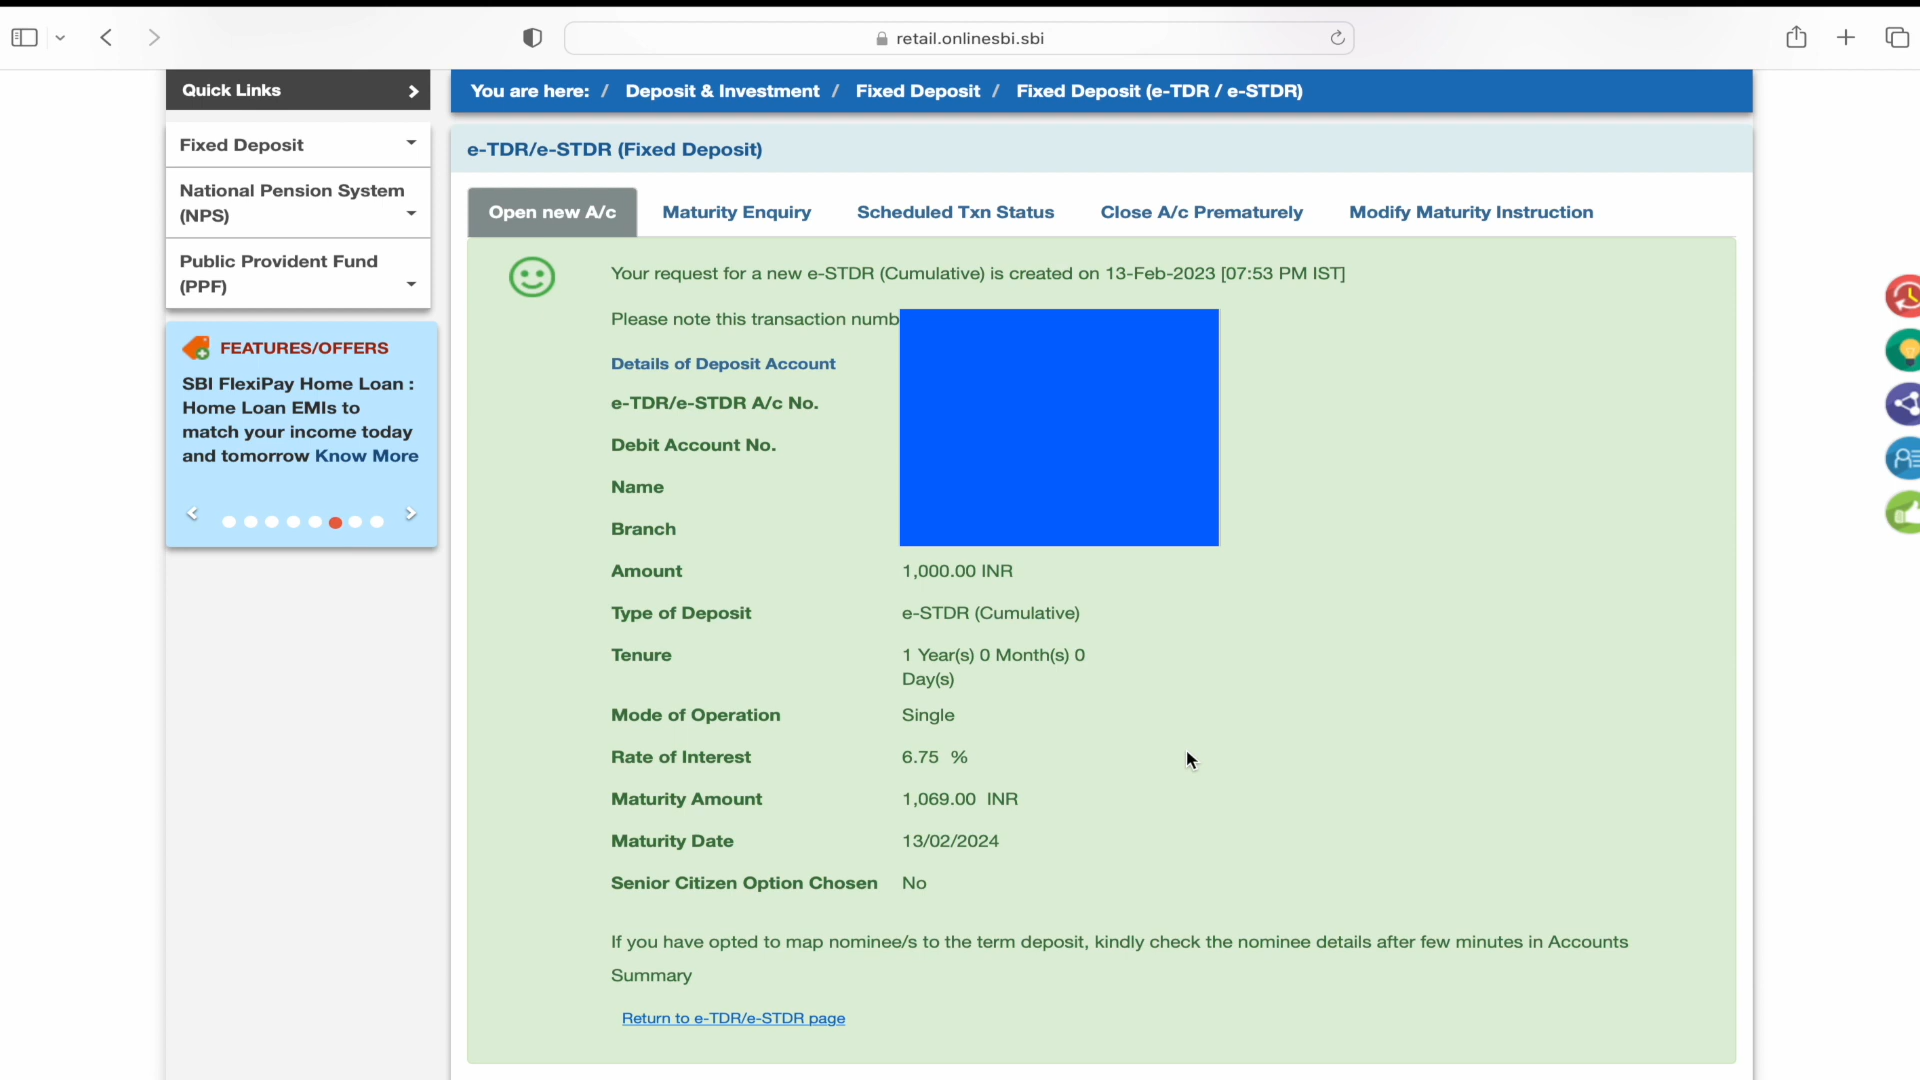 retail.onlinesbi.sbi
Quick Links
You are here: / Deposit & Investment / Fixed Deposit / Fixed Deposit (e-TDR / e-STDR)
Fixed Deposit
National Pension System
(NPS)
Public Provident Fund
(PPF)
FEATURES/OFFERS
SBI FlexiPay Home Loan :
Home Loan EMIs to
match your income today
and tomorrow Know More
e-TDR/e-STDR (Fixed Deposit)
Open new A/c Maturity Enquiry Scheduled Txn Status Close A/c Prematurely Modify Maturity Instruction
Your request for a new e-STDR (Cumulative) is created on 13-Feb-2023 [07:53 PM IST]
Please note this transaction numb
Details of Deposit Account
e-TDR/e-STDR A/c No.
Debit Account No.
Name
Branch
Amount 1,000.00 INR
Type of Deposit e-STDR (Cumulative)
Tenure 1 Year(s) 0 Month(s) 0
Day(s)
Mode of Operation Single
Rate of Interest 6.75 %
Maturity Amount 1,069.00 INR
Maturity Date 13/02/2024
Senior Citizen Option Chosen No
If you have opted to map nominee/s to the term deposit, kindly check the nominee details after few minutes in Accounts
Summary
Return to e-TDR/e-STDR page